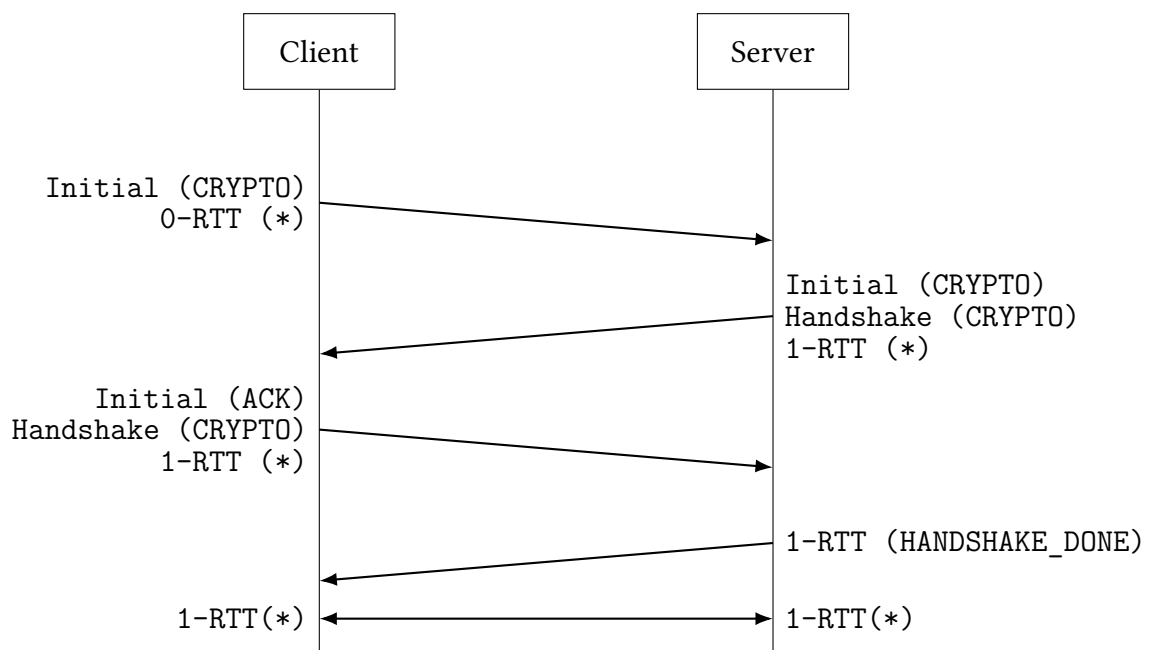 Client
Server
Initial (CRYPTO)
0-RTT (*)
Initial (CRYPTO)
Handshake (CRYPTO)
1-RTT (*)
Initial (ACK)
Handshake (CRYPTO)
1-RTT (*)
1-RTT (HANDSHAKE_DONE)
1-RTT(*)
1-RTT(*)